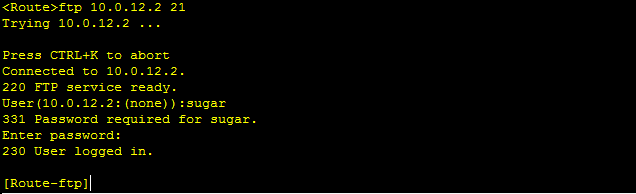 <Route>ftp 10.0.12.2 21
Trying 10.0.12.2 ...
Press CTRL+K to abort
Connected to 10.0.12.2.
220 FTP service ready.
User(10.0.12.2:(none)):sugar
331 Password required for sugar.
Enter password:
230 User logged in.
[Route-ftp]